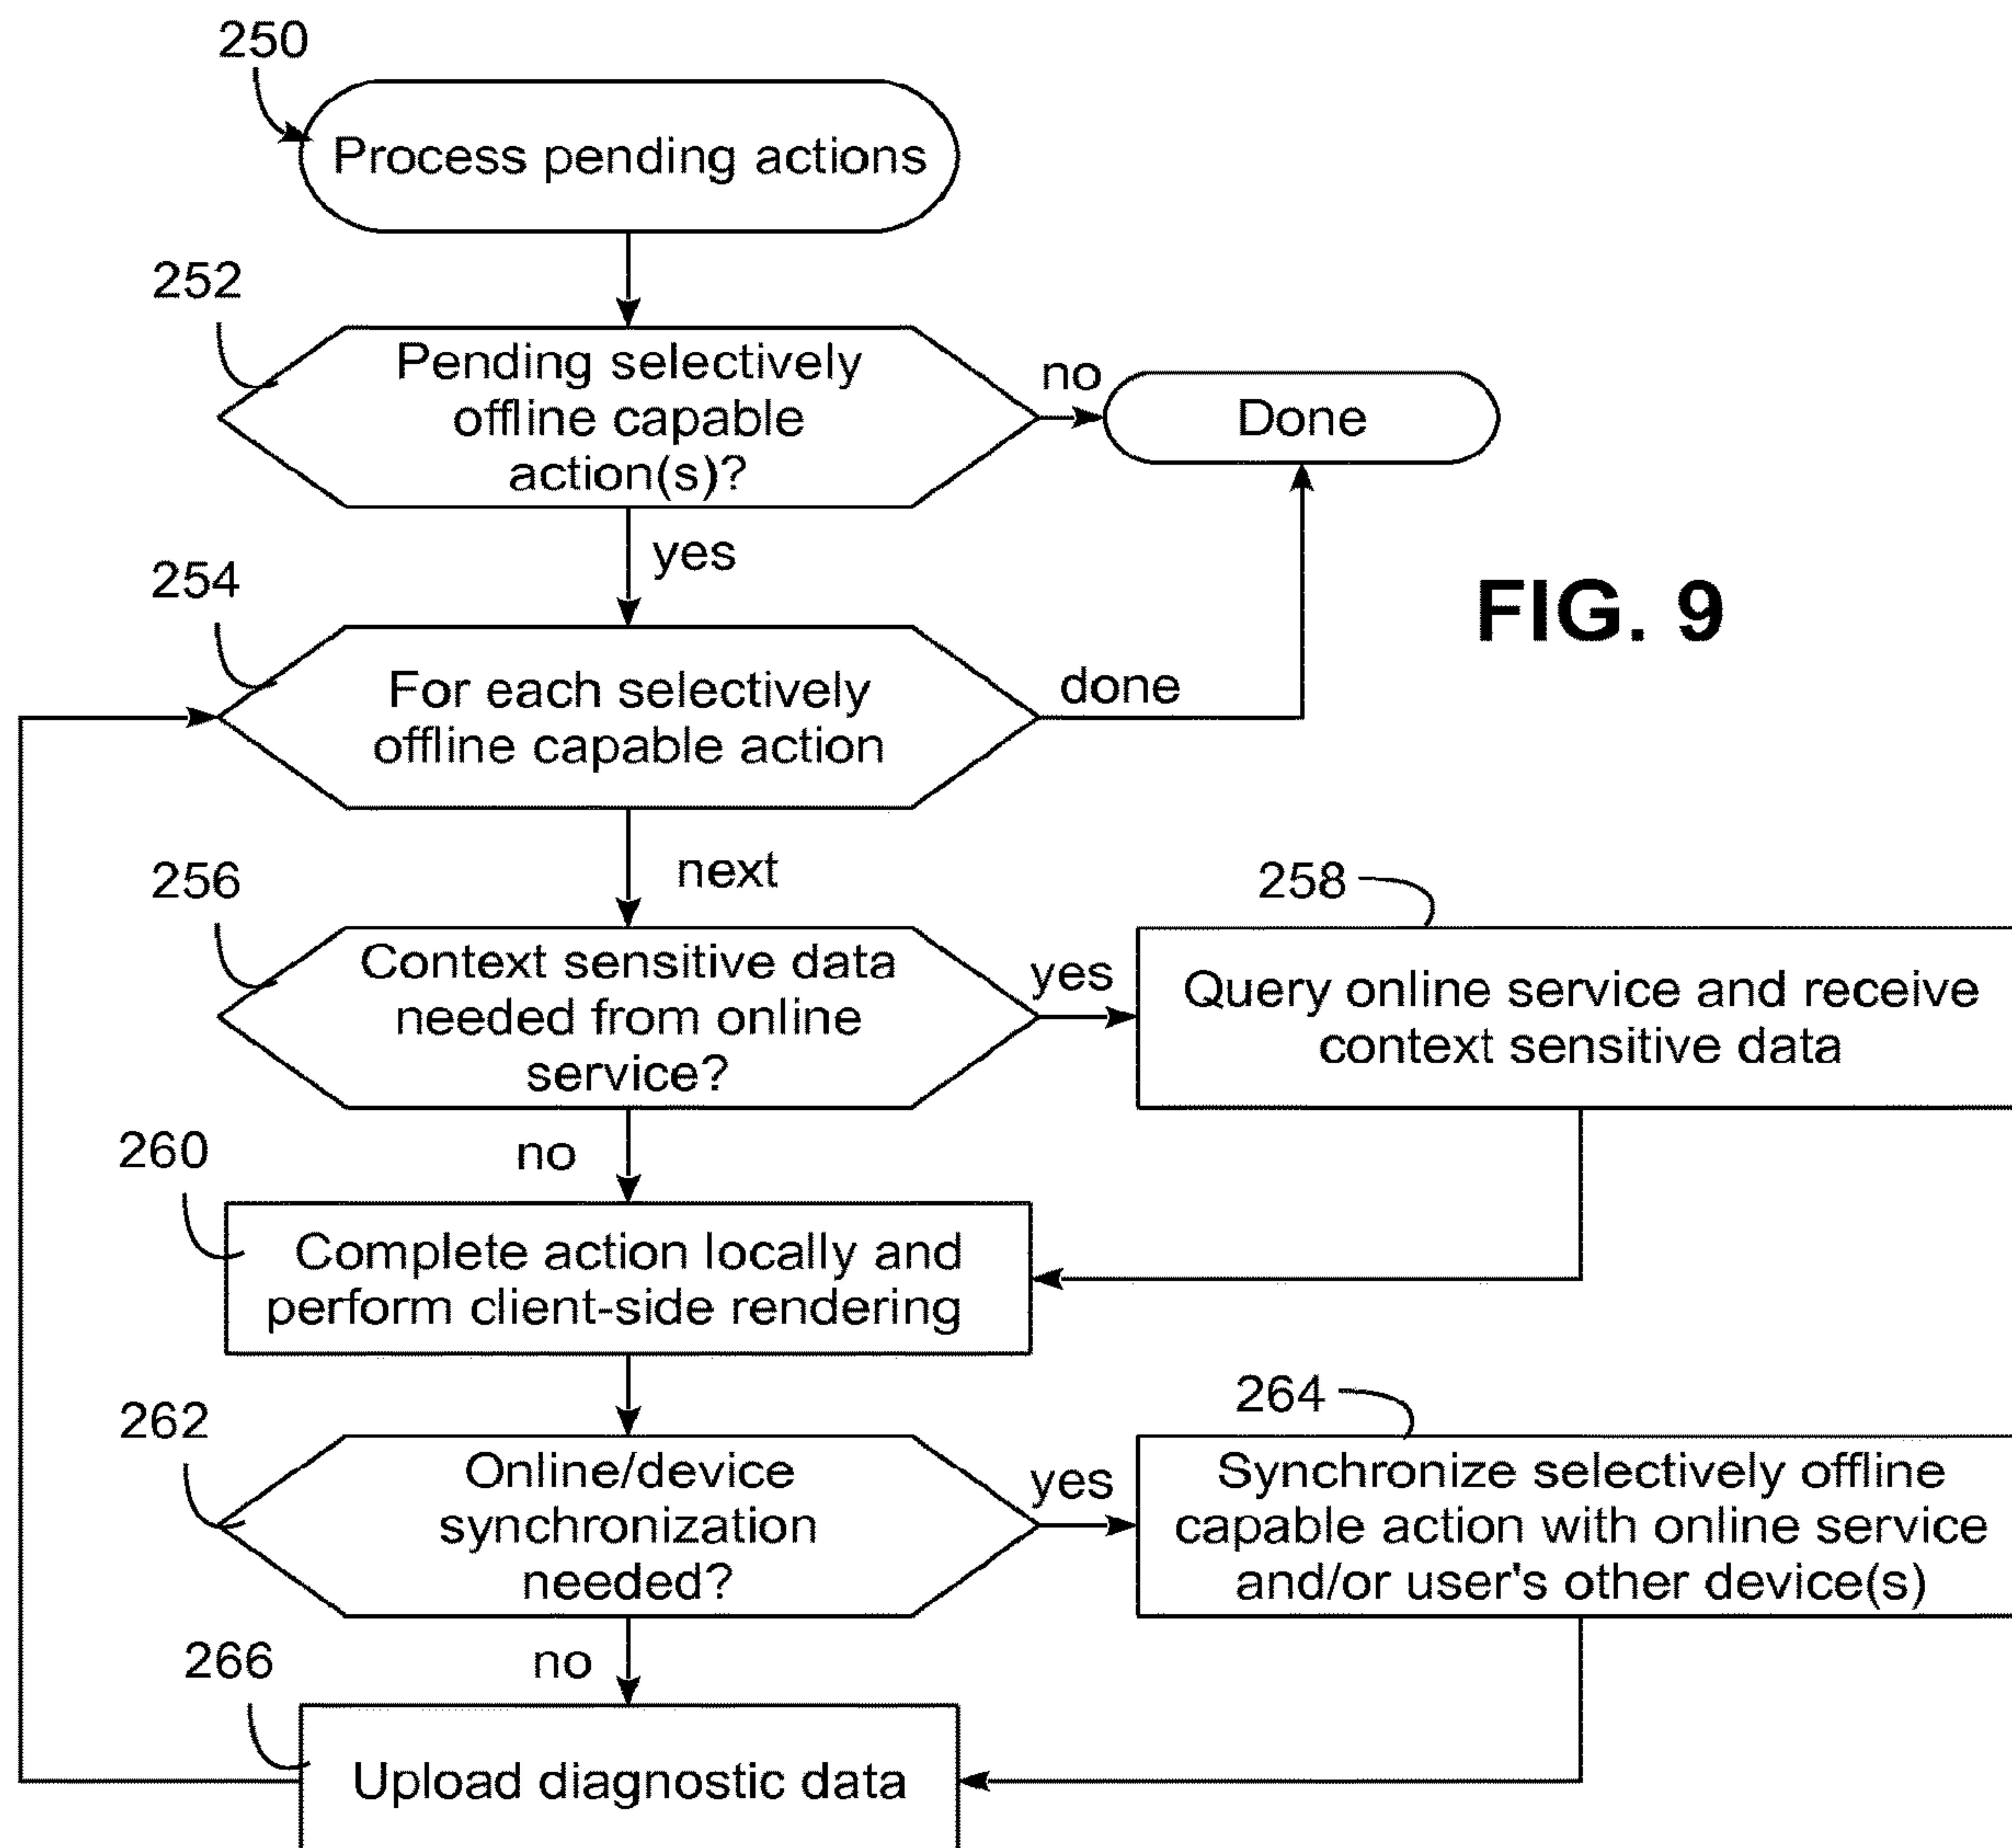 250
Process pending actions
252
Pending selectively
offline capable
action(s)?
no
Done
yes
254
For each selectively
offline capable action
done
FIG. 9
next
256
Context sensitive data
needed from online
service?
yes
258
Query online service and receive
context sensitive data
no
260
Complete action locally and
perform client-side rendering
262
Online/device
synchronization
needed?
yes
264
Synchronize selectively offline
capable action with online service
and/or user's other device(s)
no
266
Upload diagnostic data